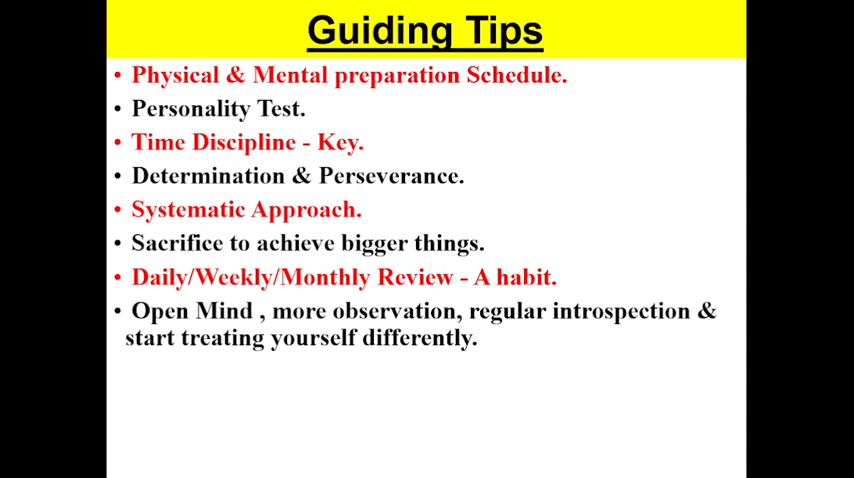 Guiding Tips
• Physical & Mental preparation Schedule.
• Personality Test.
• Time Discipline - Key.
• Determination & Perseverance.
• Systematic Approach.
• Sacrifice to achieve bigger things.
• Daily/Weekly/Monthly Review - A habit.
• Open Mind , more observation, regular introspection &
start treating yourself differently.